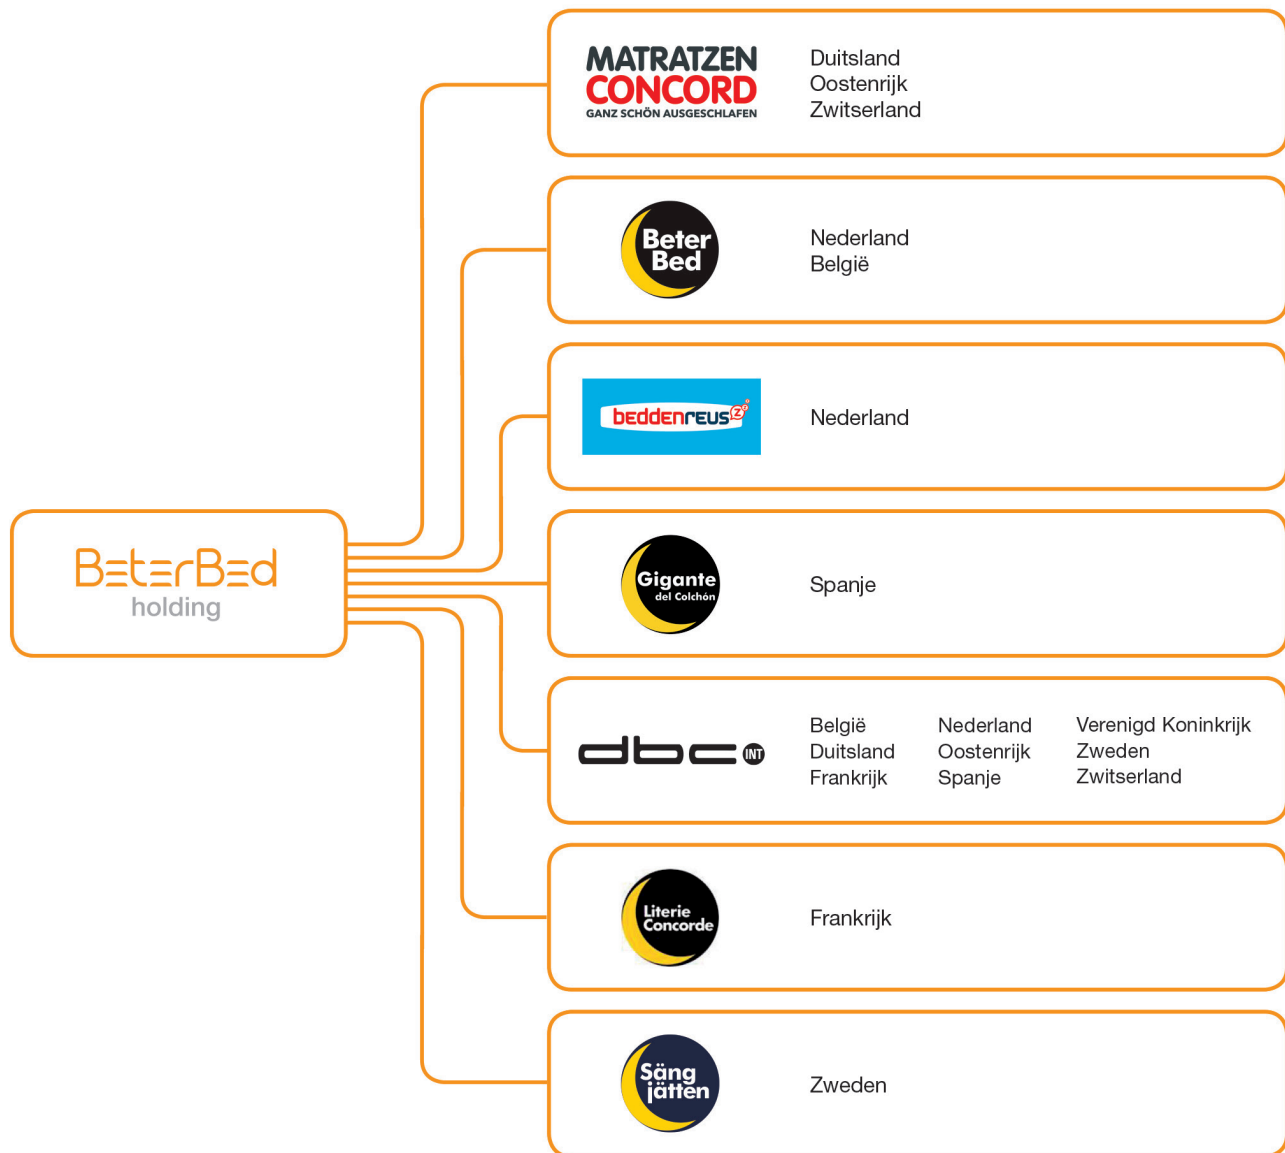 MATRATZEN
CONCORD
GANZ SCHÖN AUSGESCHLAFEN
Duitsland
Oostenrijk
Zwitserland
Beter
Bed
Nederland
België
beddenreus zzz
Nederland
BeterBed
holding
Gigante
del Colchón
Spanje
dbc INT
België
Duitsland
Frankrijk
Nederland
Oostenrijk
Spanje
Verenigd Koninkrijk
Zweden
Zwitserland
Literie
Concorde
Frankrijk
Säng
jätten
Zweden